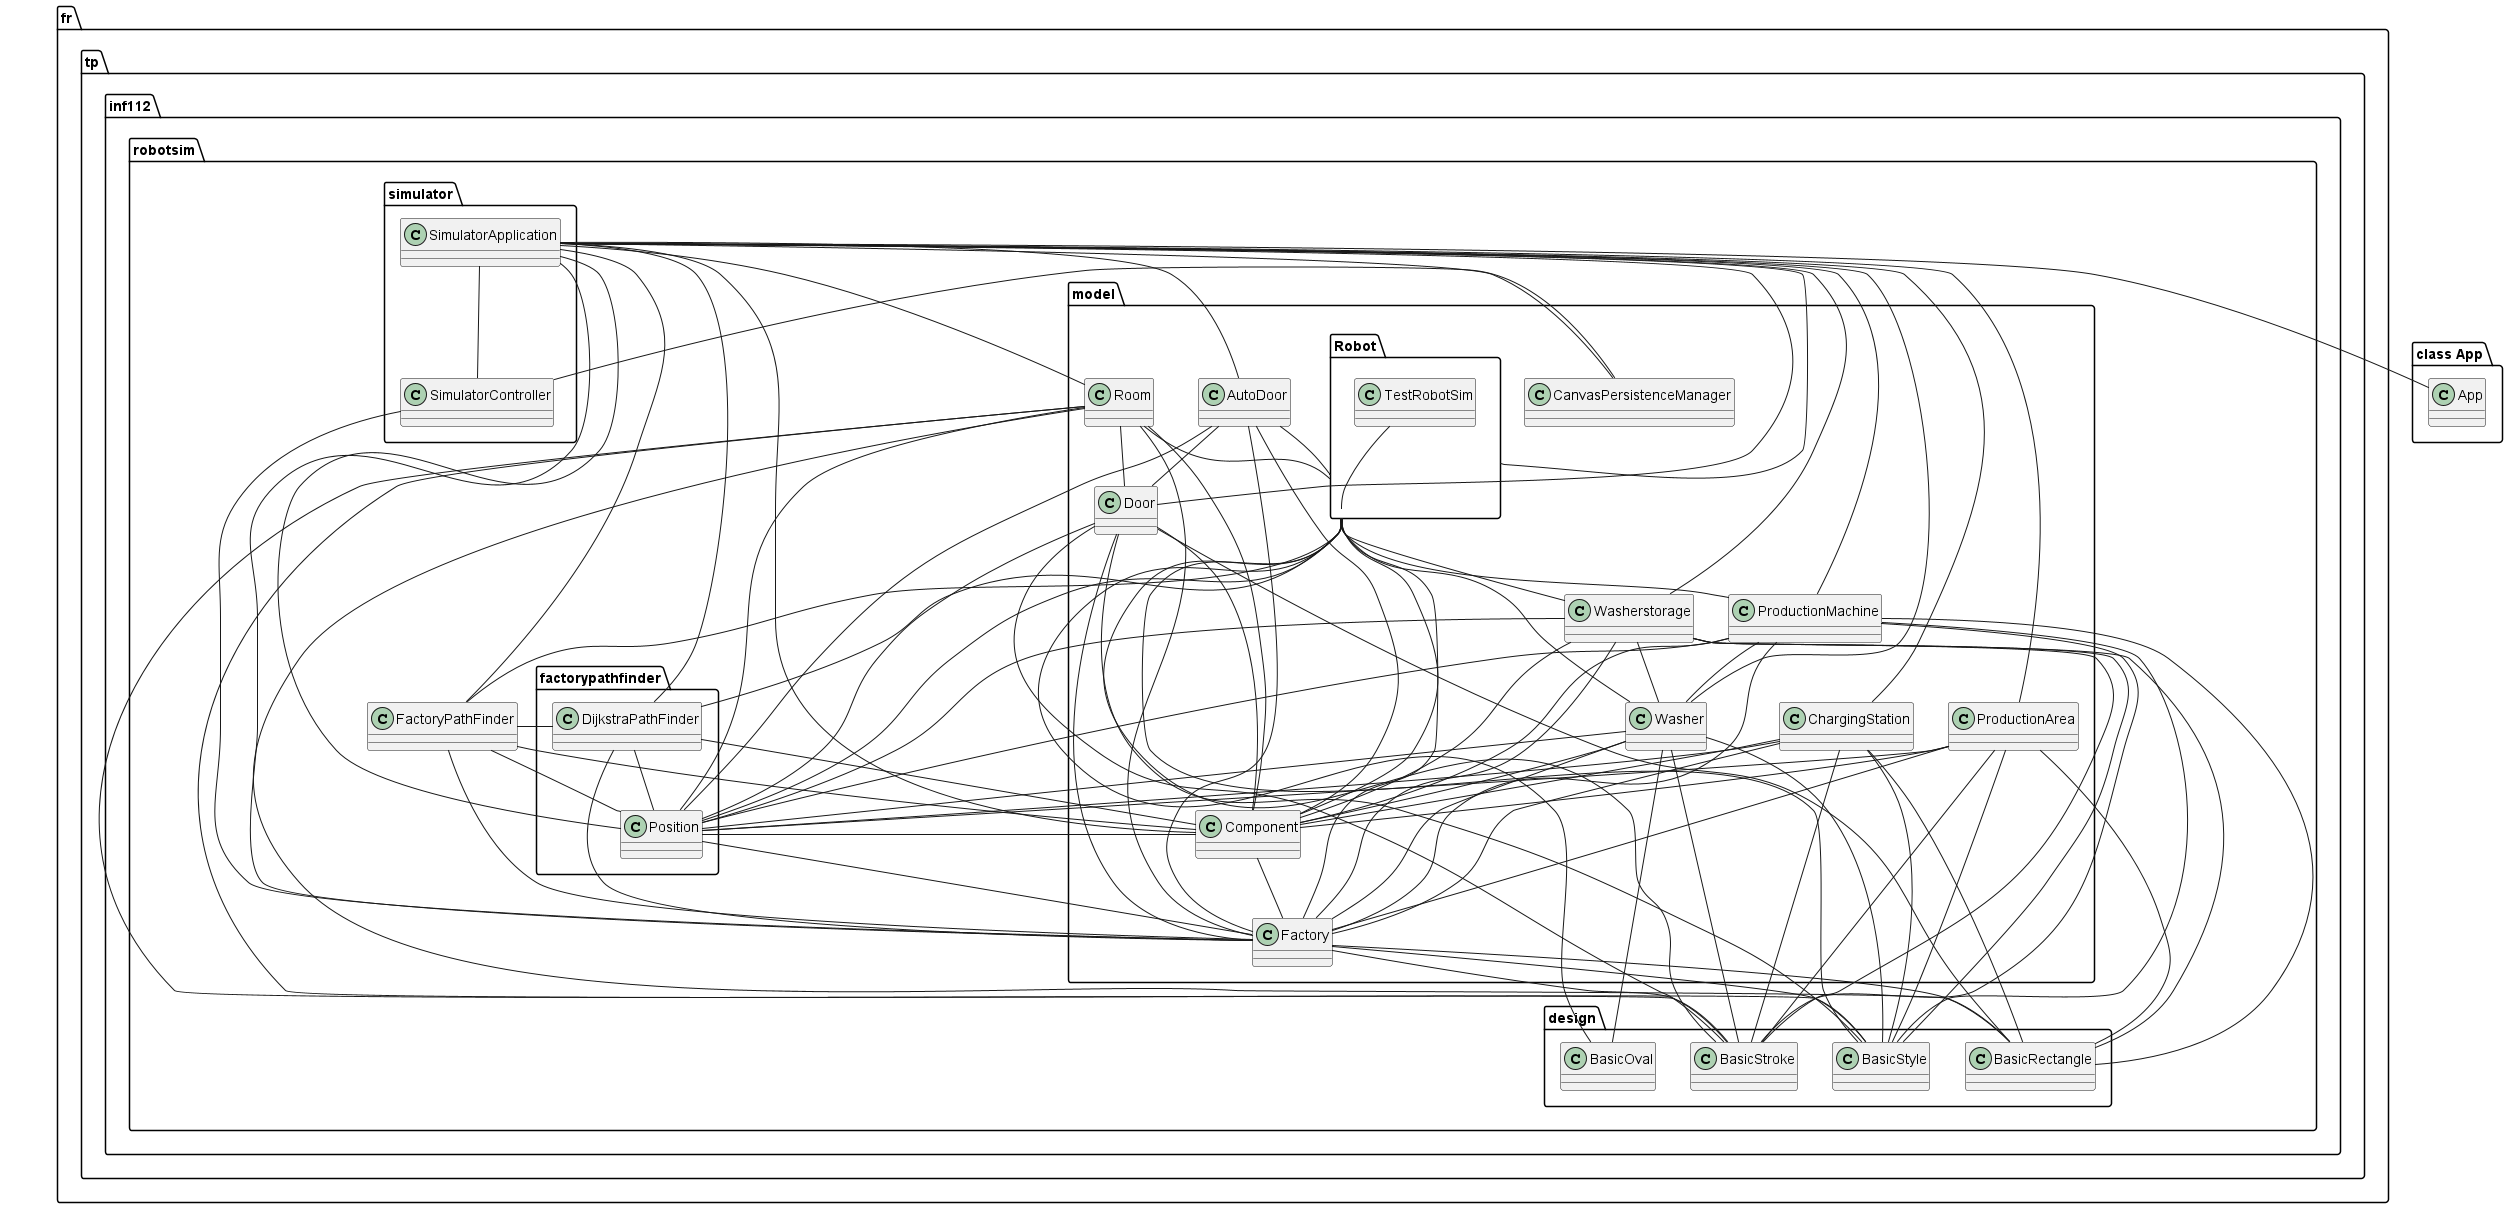 fr
tp
inf112
robotsim
simulator
C SimulatorApplication
model
Robot
class App
C SimulatorController
C Room
C AutoDoor
C TestRobotSim
C CanvasPersistenceManager
C App
C Door
C Washerstorage
C ProductionMachine
factorypathfinder
C FactoryPathFinder
C DijkstraPathFinder
C Washer
C ChargingStation
C ProductionArea
C Position
C Component
C Factory
design
C BasicOval
C BasicStroke
C BasicStyle
C BasicRectangle